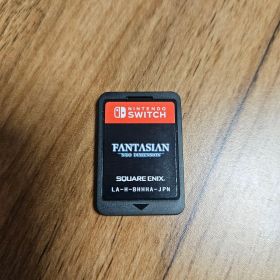 NINTENDO
SWITCH
FANTASIAN
NEO DIMENSION
SQUARE ENIX
LA-H-BHHHA-JPN